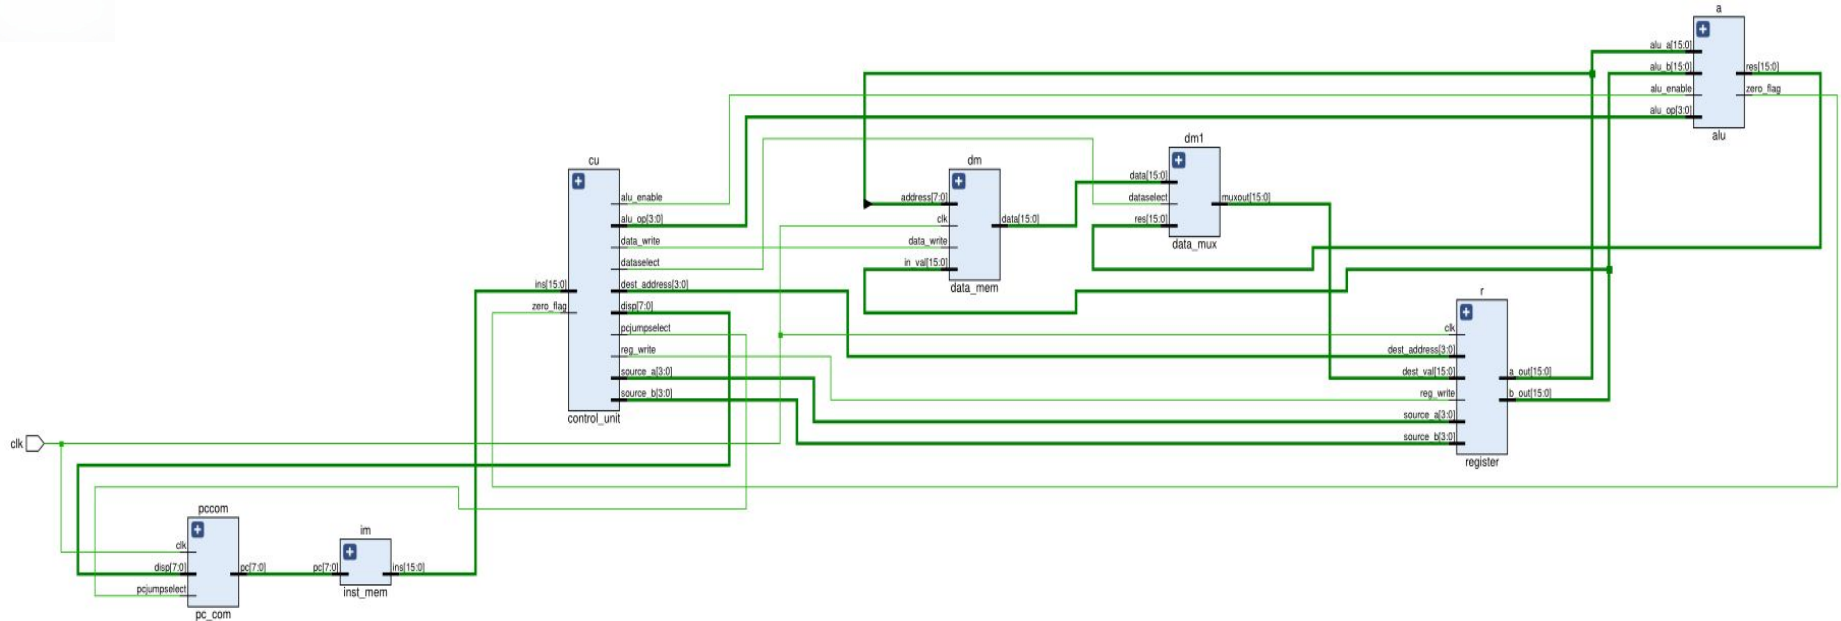 a
alu_a[15:0]
alu_b[15:0]
alu_enable
alu_op[3:0]
res[15:0]
zero_flag
alu
cu
ins[15:0]
zero_flag
alu_enable
alu_op[3:0]
data_write
dataselect
dest_address[3:0]
disp[7:0]
pcjumpselect
reg_write
source_a[3:0]
source_b[3:0]
control_unit
dm
address[7:0]
clk
data_write
in_val[15:0]
data[15:0]
data_mem
dm1
data[15:0]
dataselect
res[15:0]
muxout[15:0]
data_mux
r
clk
dest_address[3:0]
dest_val[15:0]
reg_write
source_a[3:0]
source_b[3:0]
a_out[15:0]
b_out[15:0]
register
clk
pccom
clk
disp[7:0]
pcjumpselect
pc[7:0]
pc_com
im
pc[7:0]
ins[15:0]
inst_mem